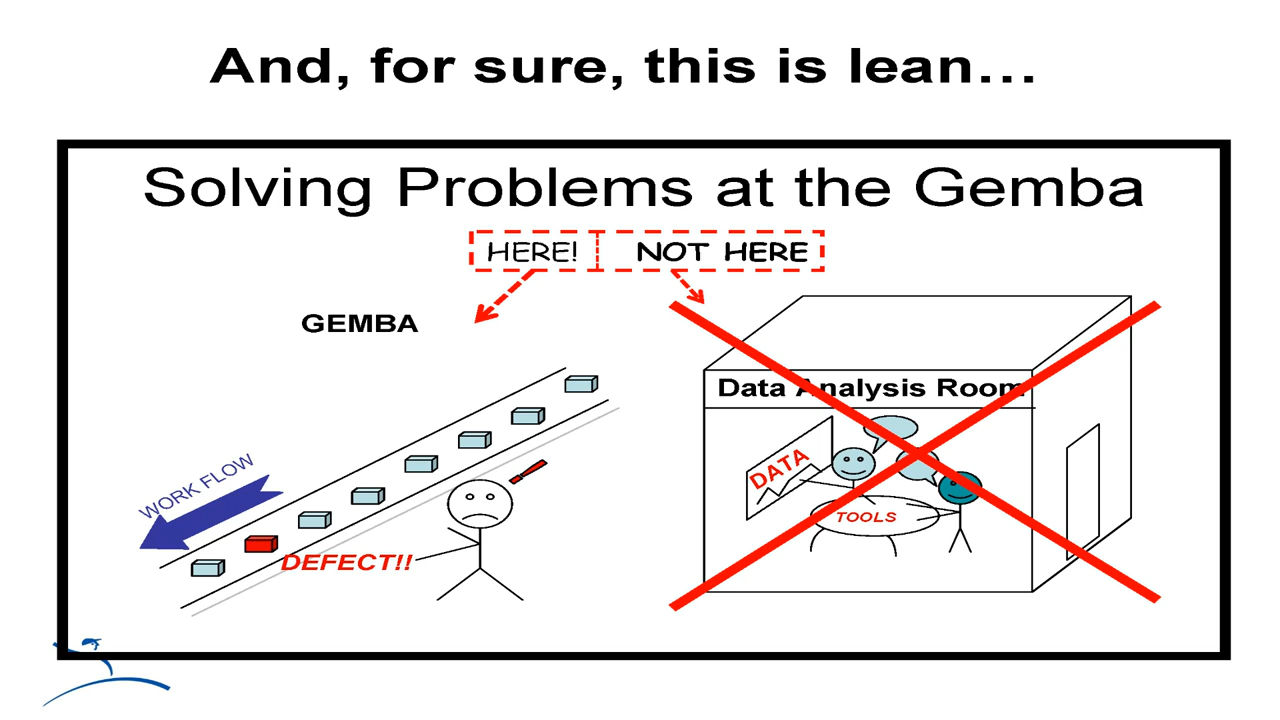 And, for sure, this is lean...
Solving Problems at the Gemba
HERE! NOT HERE
GEMBA
Data Analysis Room
WORK FLOW
DATA
TOOLS
DEFECT!!